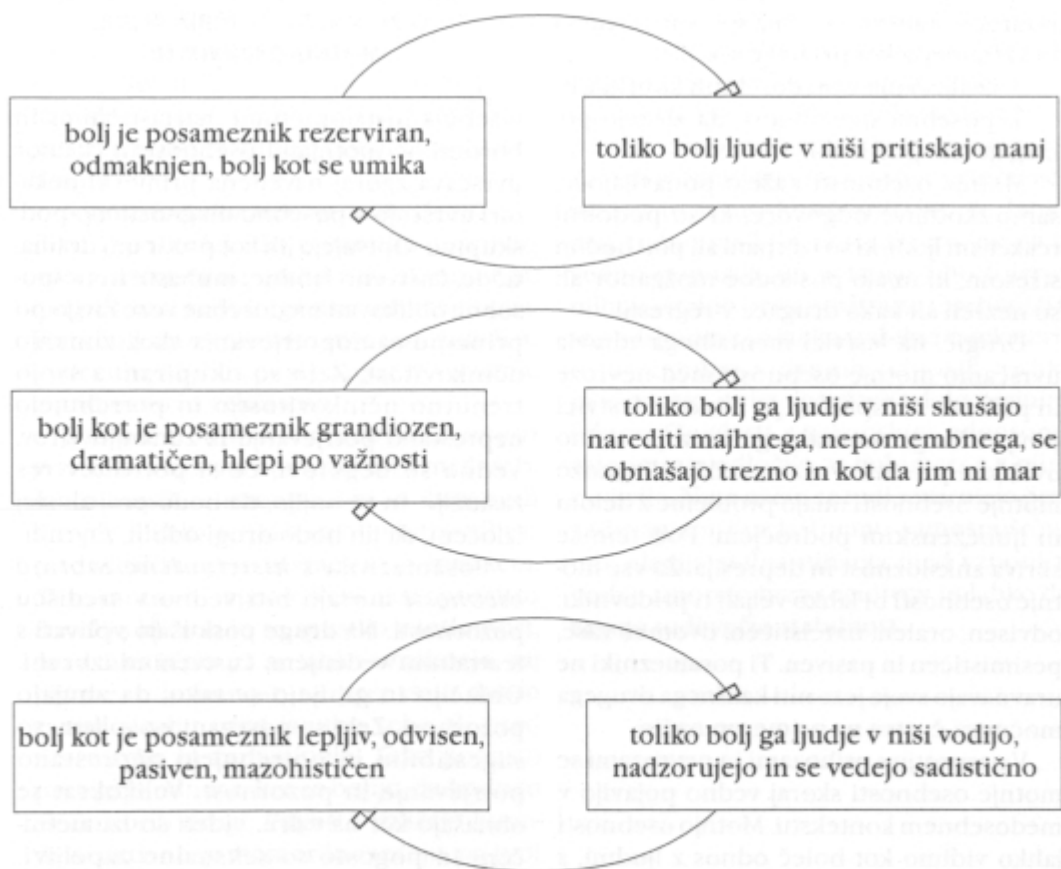 bolj je posameznik rezerviran,
odmaknjen, bolj kot se umika
toliko bolj ljudje v niši pritiskajo nanj
bolj kot je posameznik grandiozen,
dramatičen, hlepi po važnosti
toliko bolj ga ljudje v niši skušajo
narediti majhnega, nepomembnega, se
obnašajo trezno in kot da jim ni mar
bolj kot je posameznik lepljiv, odvisen,
pasiven, mazohističen
toliko bolj ga ljudje v niši vodijo,
nadzorujejo in se vedejo sadistično